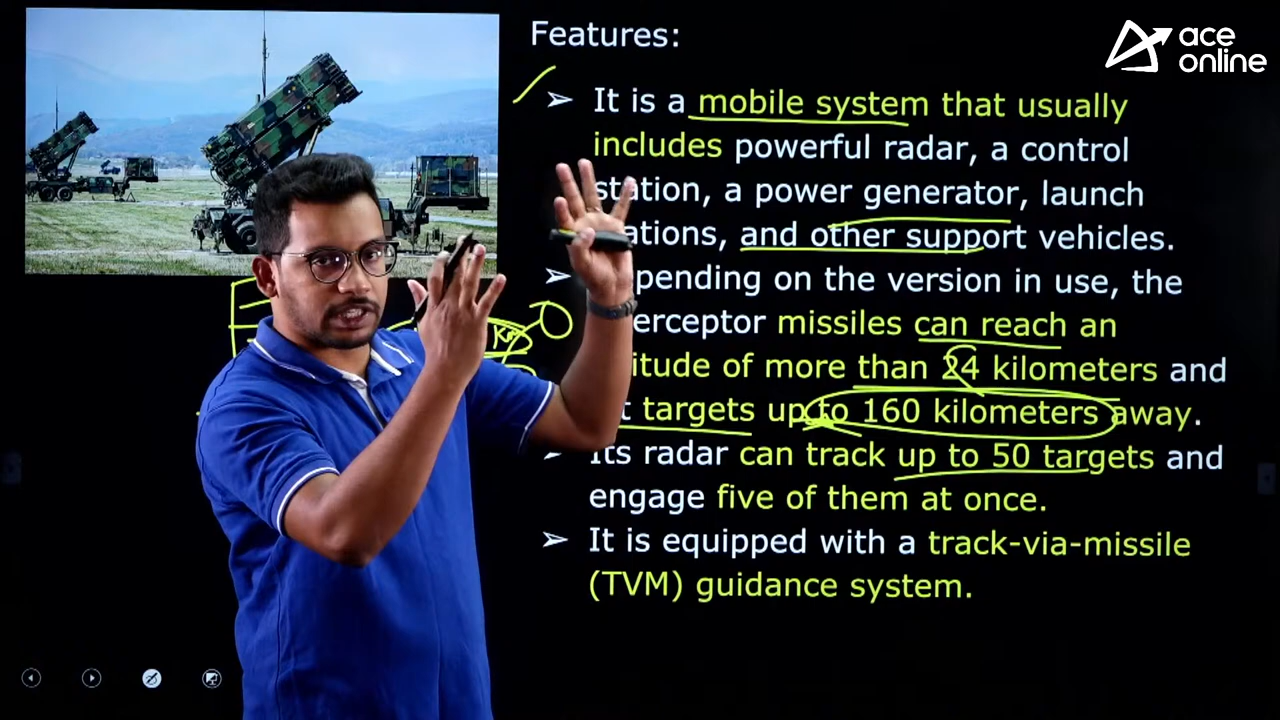 Features:
ace
online
➢ It is a mobile system that usually
includes powerful radar, a control
station, a power generator, launch
ations, and other support vehicles.
➢ pending on the version in use, the
erceptor missiles can reach an
itude of more than 24 kilometers and
t targets up to 160 kilometers away.
➢ Its radar can track up to 50 targets and
engage five of them at once.
➢ It is equipped with a track-via-missile
(TVM) guidance system.
Km